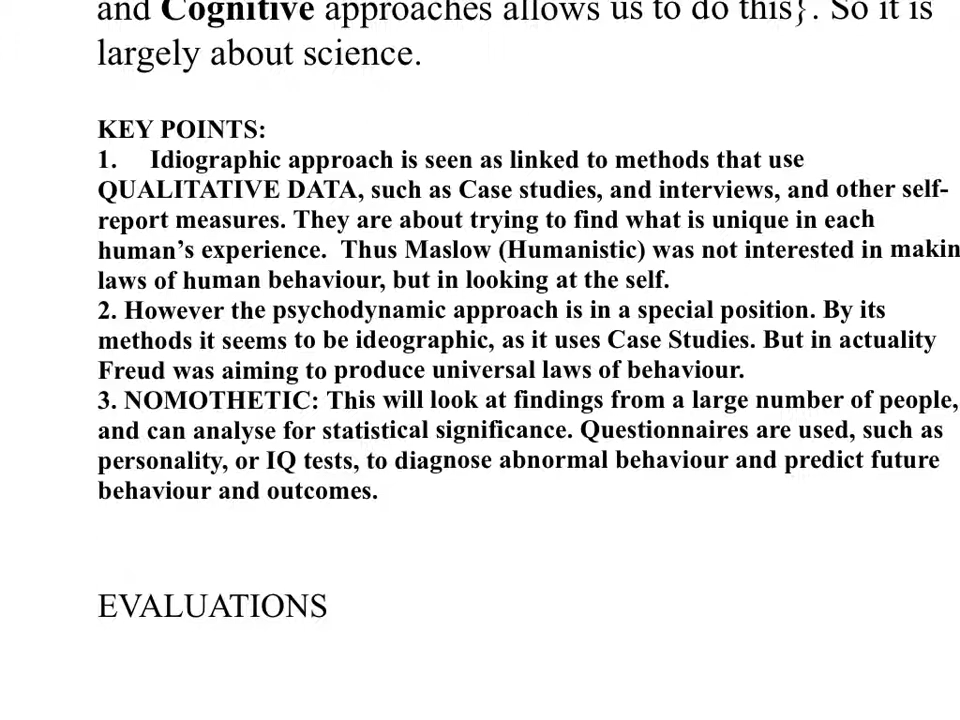 and Cognitive approaches allows us to do this}. So it is
largely about science.
KEY POINTS:
1. Idiographic approach is seen as linked to methods that use
QUALITATIVE DATA, such as Case studies, and interviews, and other self-
report measures. They are about trying to find what is unique in each
human’s experience. Thus Maslow (Humanistic) was not interested in makin
laws of human behaviour, but in looking at the self.
2. However the psychodynamic approach is in a special position. By its
methods it seems to be ideographic, as it uses Case Studies. But in actuality
Freud was aiming to produce universal laws of behaviour.
3. NOMOTHETIC: This will look at findings from a large number of people,
and can analyse for statistical significance. Questionnaires are used, such as
personality, or IQ tests, to diagnose abnormal behaviour and predict future
behaviour and outcomes.
EVALUATIONS